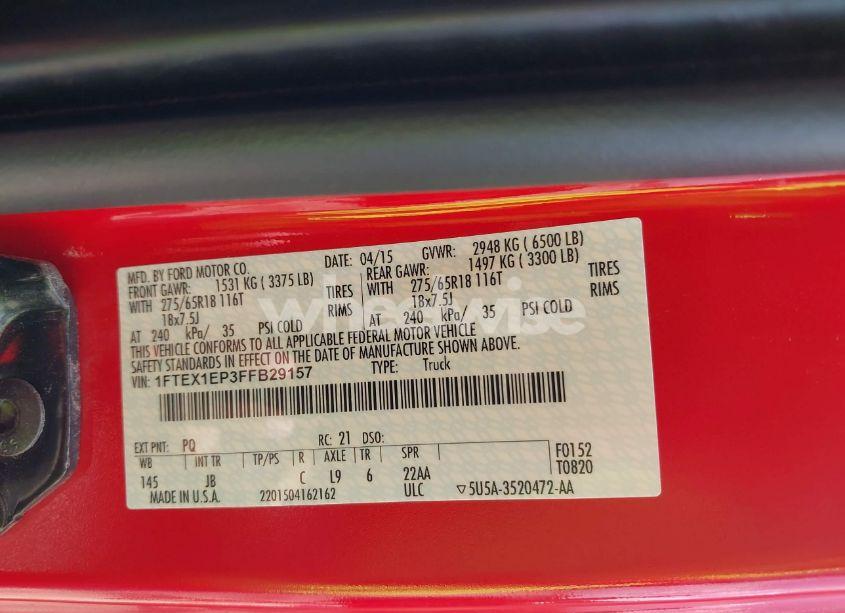 MFD. BY FORD MOTOR CO.
DATE: 04/15 GVWR: 2948 KG ( 6500 LB)
FRONT GAWR: 1531 KG ( 3375 LB) REAR GAWR: 1497 KG ( 3300 LB)
WITH 275/65R18 116T TIRES WITH 275/65R18 116T TIRES
18x7.5J RIMS 18x7.5J RIMS
AT 240 kPa/ 35 PSI COLD AT 240 kPa/ 35 PSI COLD
THIS VEHICLE CONFORMS TO ALL APPLICABLE FEDERAL MOTOR VEHICLE
SAFETY STANDARDS IN EFFECT ON THE DATE OF MANUFACTURE SHOWN ABOVE.
VIN: 1FTEX1EP3FFB29157 TYPE: Truck
EXT PNT: PQ RC: 21 DSO: F0152
WB INT TR TP/PS R AXLE TR SPR T0820
145 JB C L9 6 22AA
MADE IN U.S.A. 2201504162162 ULC ▽5U5A-3520472-AA
wheelwise